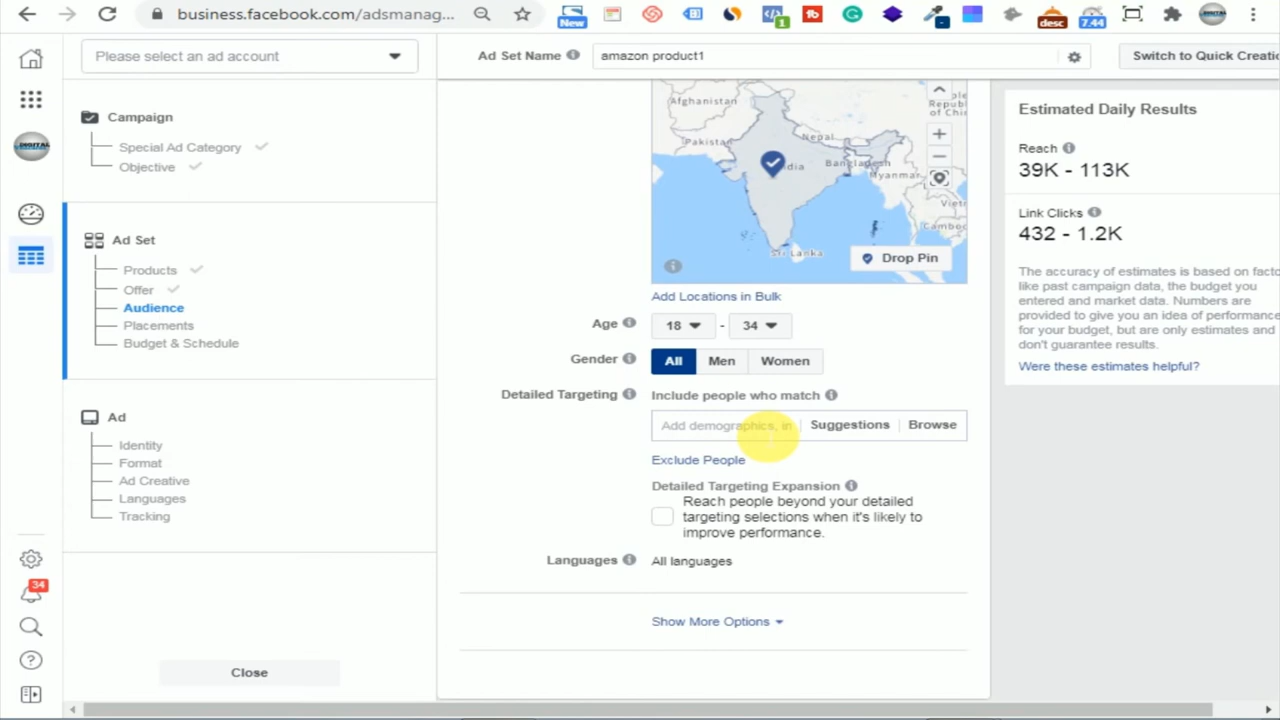 business.facebook.com/adsmanag...
New
1
desc
7.44
Please select an ad account
Ad Set Name
amazon product1
Switch to Quick Creatio
Campaign
Special Ad Category
Objective
Ad Set
Products
Offer
Audience
Placements
Budget & Schedule
Ad
Identity
Format
Ad Creative
Languages
Tracking
34
Close
Afghanistan
Pakistan
Nepal
Bangladesh
Myanmar
Sri Lanka
Drop Pin
Add Locations in Bulk
Age
18 - 34
Gender
All Men Women
Detailed Targeting
Include people who match
Add demographics, in
Suggestions
Browse
Exclude People
Detailed Targeting Expansion
Reach people beyond your detailed
targeting selections when it's likely to
improve performance.
Languages
All languages
Show More Options
Estimated Daily Results
Reach
39K - 113K
Link Clicks
432 - 1.2K
The accuracy of estimates is based on facto
like past campaign data, the budget you
entered and market data. Numbers are
provided to give you an idea of performance
for your budget, but are only estimates and
don't guarantee results.
Were these estimates helpful?